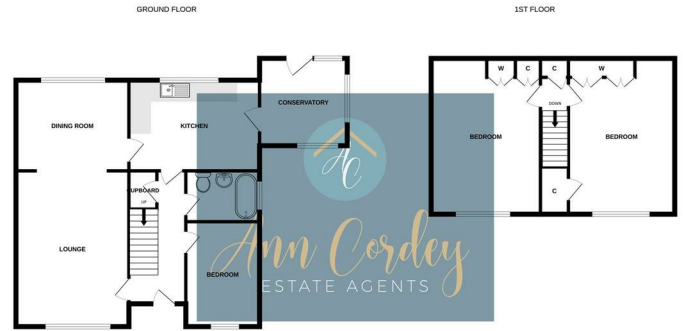 GROUND FLOOR
1ST FLOOR
W
C
C
W
DOWN
BEDROOM
BEDROOM
C
DINING ROOM
KITCHEN
CONSERVATORY
CUPBOARD
UP
LOUNGE
BEDROOM
AC
Ann Cordey
ESTATE AGENTS